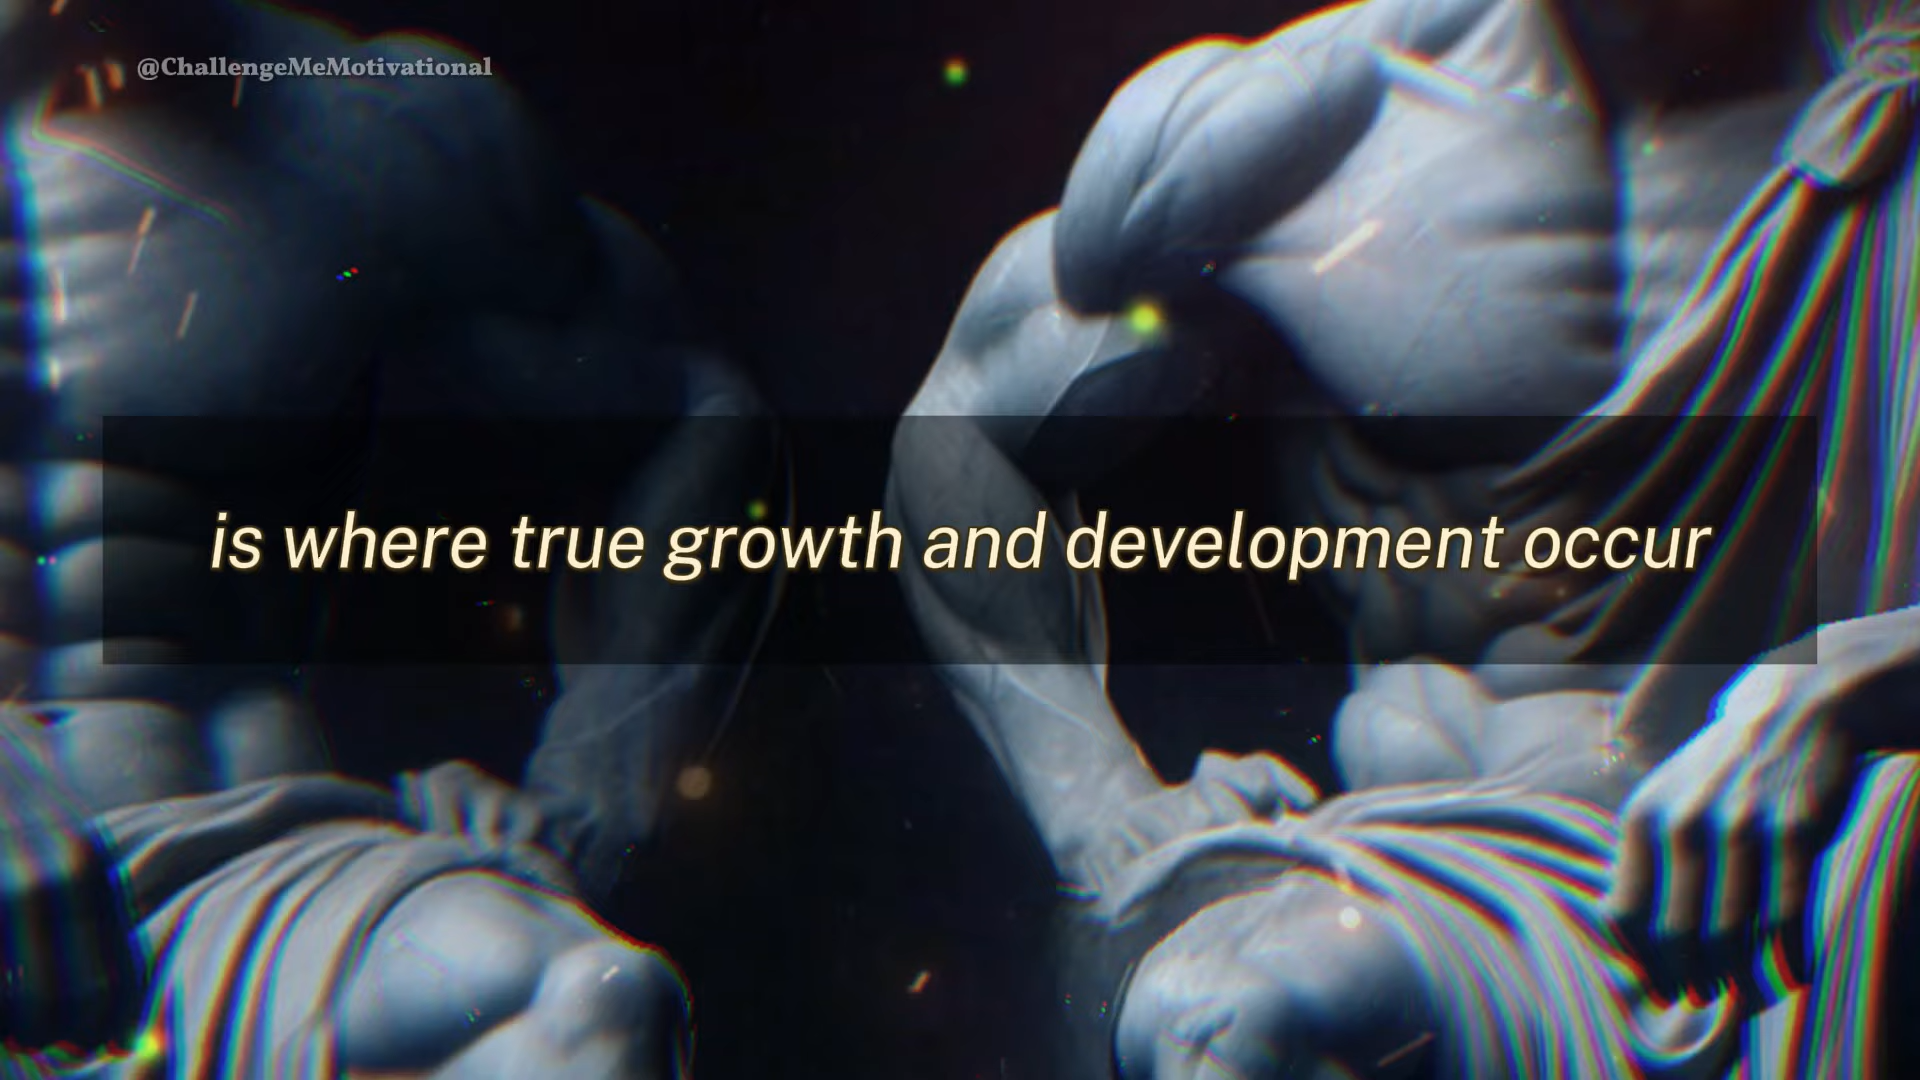 @ChallengeMeMotivational
is where true growth and development occur